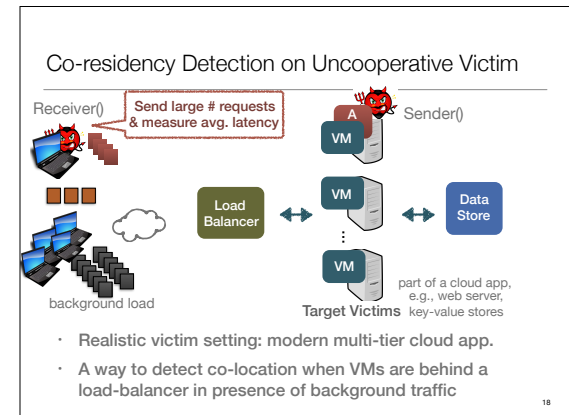 Co-residency Detection on Uncooperative Victim
Receiver()
Send large # requests
& measure avg. latency
A
VM
Sender()
Load
Balancer
VM
Data
Store
⋮
VM
background load
Target Victims
part of a cloud app,
e.g., web server,
key-value stores
· Realistic victim setting: modern multi-tier cloud app.
· A way to detect co-location when VMs are behind a
load-balancer in presence of background traffic
18